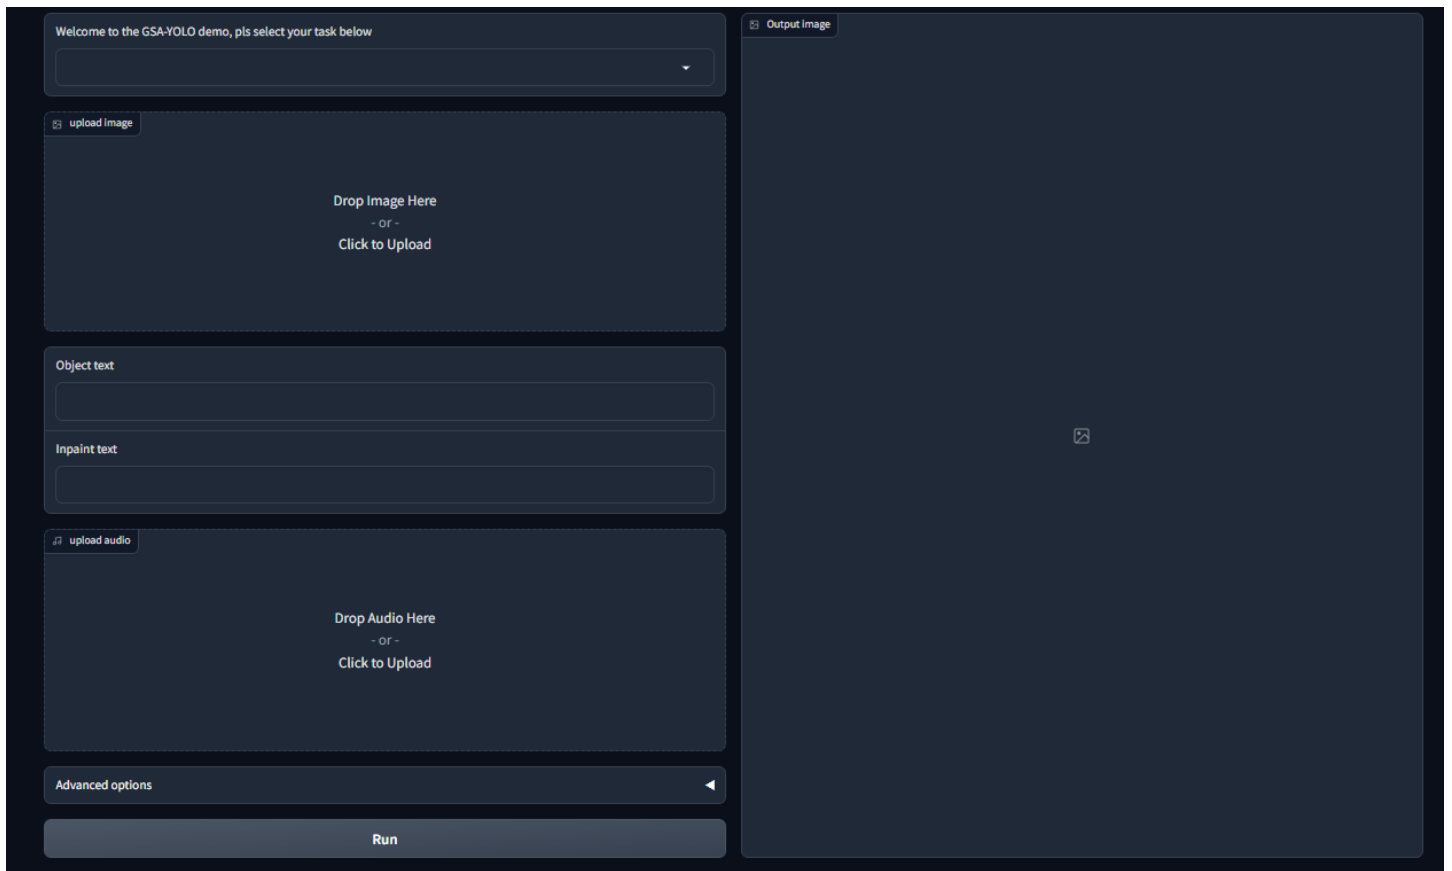 Welcome to the GSA-YOLO demo, pls select your task below
upload image
Drop Image Here
- or -
Click to Upload
Object text
Inpaint text
upload audio
Drop Audio Here
- or -
Click to Upload
Advanced options
Run
Output image